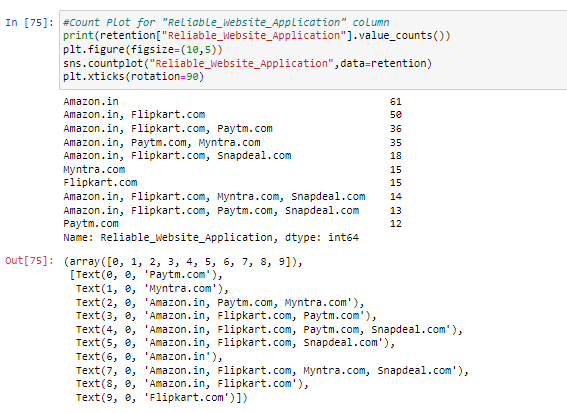 In [75]: #Count Plot for "Reliable_Website_Application" column
print(retention["Reliable_Website_Application"].value_counts())
plt.figure(figsize=(10,5))
sns.countplot("Reliable_Website_Application",data=retention)
plt.xticks(rotation=90)
Amazon.in 61
Amazon.in, Flipkart.com 50
Amazon.in, Flipkart.com, Paytm.com 36
Amazon.in, Paytm.com, Myntra.com 35
Amazon.in, Flipkart.com, Snapdeal.com 18
Myntra.com 15
Flipkart.com 15
Amazon.in, Flipkart.com, Myntra.com, Snapdeal.com 14
Amazon.in, Flipkart.com, Paytm.com, Snapdeal.com 13
Paytm.com 12
Name: Reliable_Website_Application, dtype: int64
Out[75]: (array([0, 1, 2, 3, 4, 5, 6, 7, 8, 9]),
[Text(0, 0, 'Paytm.com'),
Text(1, 0, 'Myntra.com'),
Text(2, 0, 'Amazon.in, Paytm.com, Myntra.com'),
Text(3, 0, 'Amazon.in, Flipkart.com, Paytm.com'),
Text(4, 0, 'Amazon.in, Flipkart.com, Paytm.com, Snapdeal.com'),
Text(5, 0, 'Amazon.in, Flipkart.com, Snapdeal.com'),
Text(6, 0, 'Amazon.in'),
Text(7, 0, 'Amazon.in, Flipkart.com, Myntra.com, Snapdeal.com'),
Text(8, 0, 'Amazon.in, Flipkart.com'),
Text(9, 0, 'Flipkart.com')])